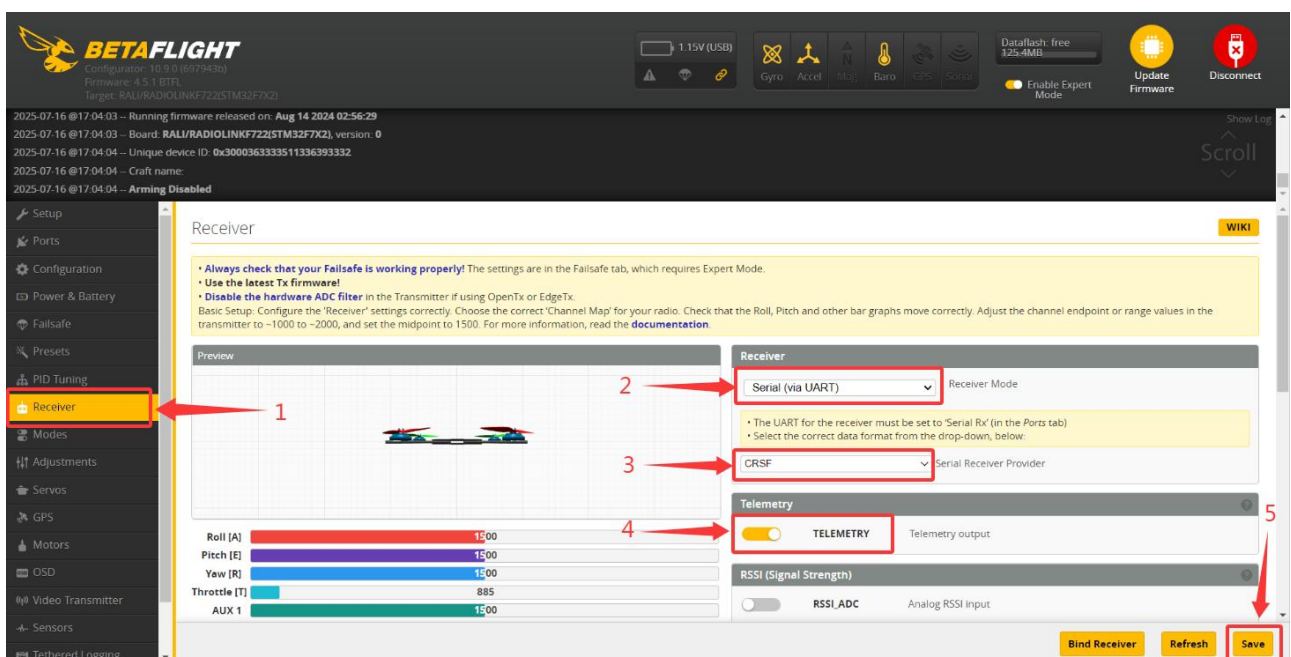 BETAFLIGHT
Configurator: 10.9.0 (697943b)
Firmware: 4.5.1 BTFL
Target: RALI/RADIOLINKF722(STM32F7X2)
1.15V (USB)
Gyro Accel Mag Baro GPS Sonar
Dataflash: free
125.4MB
Enable Expert
Mode
Update
Firmware
Disconnect
2025-07-16 @17:04:03 -- Running firmware released on: Aug 14 2024 02:56:29
2025-07-16 @17:04:03 -- Board: RALI/RADIOLINKF722(STM32F7X2), version: 0
2025-07-16 @17:04:04 -- Unique device ID: 0x3000363333511336393332
2025-07-16 @17:04:04 -- Craft name:
2025-07-16 @17:04:04 -- Arming Disabled
Show Log
Scroll
Setup
Ports
Configuration
Power & Battery
Failsafe
Presets
PID Tuning
Receiver
Modes
Adjustments
Servos
GPS
Motors
OSD
Video Transmitter
Sensors
Tethered Logging
1
Receiver
WIKI
• Always check that your Failsafe is working properly! The settings are in the Failsafe tab, which requires Expert Mode.
• Use the latest Tx firmware!
• Disable the hardware ADC filter in the Transmitter if using OpenTx or EdgeTx.
Basic Setup: Configure the 'Receiver' settings correctly. Choose the correct 'Channel Map' for your radio. Check that the Roll, Pitch and other bar graphs move correctly. Adjust the channel endpoint or range values in the
transmitter to ~1000 to ~2000, and set the midpoint to 1500. For more information, read the documentation.
Preview
Roll [A] 1500
Pitch [E] 1500
Yaw [R] 1500
Throttle [T] 885
AUX 1 1500
Receiver
2
Serial (via UART) Receiver Mode
• The UART for the receiver must be set to 'Serial Rx' (in the Ports tab)
• Select the correct data format from the drop-down, below:
3
CRSF Serial Receiver Provider
Telemetry
4
TELEMETRY Telemetry output
5
RSSI (Signal Strength)
RSSI_ADC Analog RSSI input
Bind Receiver Refresh Save